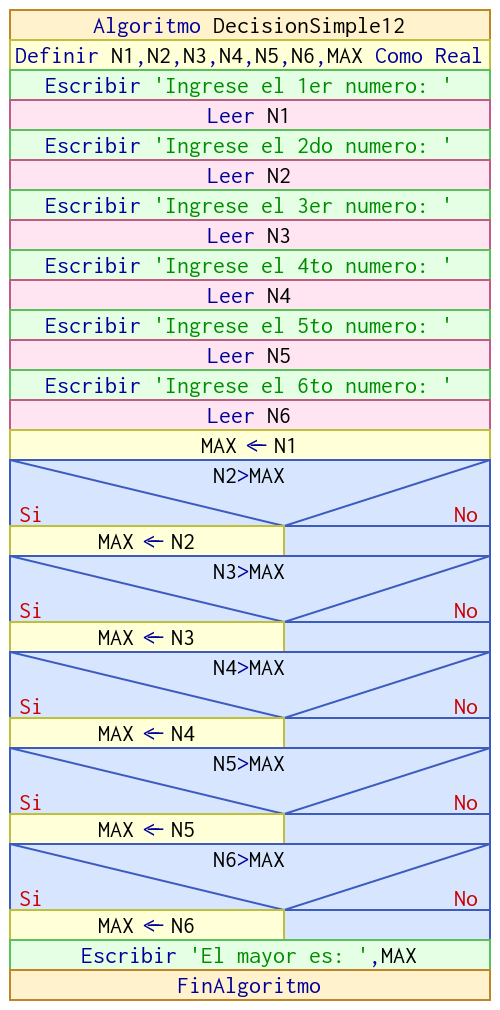 Algoritmo DecisionSimple12
Definir N1,N2,N3,N4,N5,N6,MAX Como Real
Escribir 'Ingrese el 1er numero: '
Leer N1
Escribir 'Ingrese el 2do numero: '
Leer N2
Escribir 'Ingrese el 3er numero: '
Leer N3
Escribir 'Ingrese el 4to numero: '
Leer N4
Escribir 'Ingrese el 5to numero: '
Leer N5
Escribir 'Ingrese el 6to numero: '
Leer N6
MAX ← N1
N2>MAX
Si No
MAX ← N2
N3>MAX
Si No
MAX ← N3
N4>MAX
Si No
MAX ← N4
N5>MAX
Si No
MAX ← N5
N6>MAX
Si No
MAX ← N6
Escribir 'El mayor es: ',MAX
FinAlgoritmo